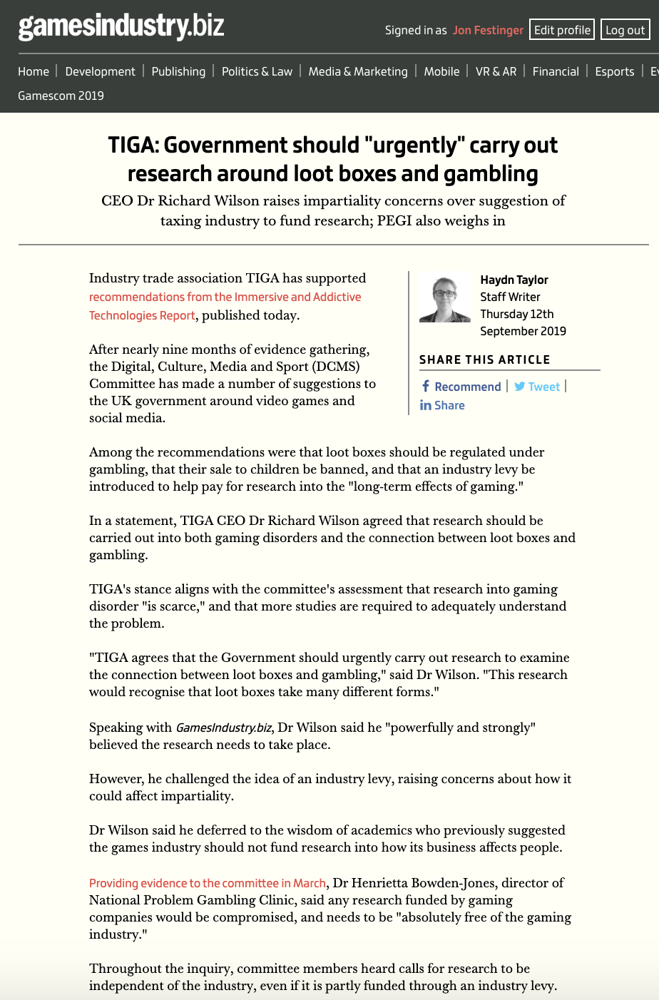 gamesindustry.biz
Signed in as Jon Festinger Edit profile Log out
Home | Development | Publishing | Politics & Law | Media & Marketing | Mobile | VR & AR | Financial | Esports |
Gamescom 2019
TIGA: Government should "urgently" carry out
research around loot boxes and gambling
CEO Dr Richard Wilson raises impartiality concerns over suggestion of
taxing industry to fund research; PEGI also weighs in
Industry trade association TIGA has supported
recommendations from the Immersive and Addictive
Technologies Report, published today.
After nearly nine months of evidence gathering,
the Digital, Culture, Media and Sport (DCMS)
Committee has made a number of suggestions to
the UK government around video games and
social media.
Haydn Taylor
Staff Writer
Thursday 12th
September 2019
SHARE THIS ARTICLE
Recommend | Tweet |
Share
Among the recommendations were that loot boxes should be regulated under
gambling, that their sale to children be banned, and that an industry levy be
introduced to help pay for research into the "long-term effects of gaming."
In a statement, TIGA CEO Dr Richard Wilson agreed that research should be
carried out into both gaming disorders and the connection between loot boxes and
gambling.
TIGA's stance aligns with the committee's assessment that research into gaming
disorder "is scarce," and that more studies are required to adequately understand
the problem.
"TIGA agrees that the Government should urgently carry out research to examine
the connection between loot boxes and gambling," said Dr Wilson. "This research
would recognise that loot boxes take many different forms."
Speaking with GamesIndustry.biz, Dr Wilson said he "powerfully and strongly"
believed the research needs to take place.
However, he challenged the idea of an industry levy, raising concerns about how it
could affect impartiality.
Dr Wilson said he deferred to the wisdom of academics who previously suggested
the games industry should not fund research into how its business affects people.
Providing evidence to the committee in March, Dr Henrietta Bowden-Jones, director of
National Problem Gambling Clinic, said any research funded by gaming
companies would be compromised, and needs to be "absolutely free of the gaming
industry."
Throughout the inquiry, committee members heard calls for research to be
independent of the industry, even if it is partly funded through an industry levy.